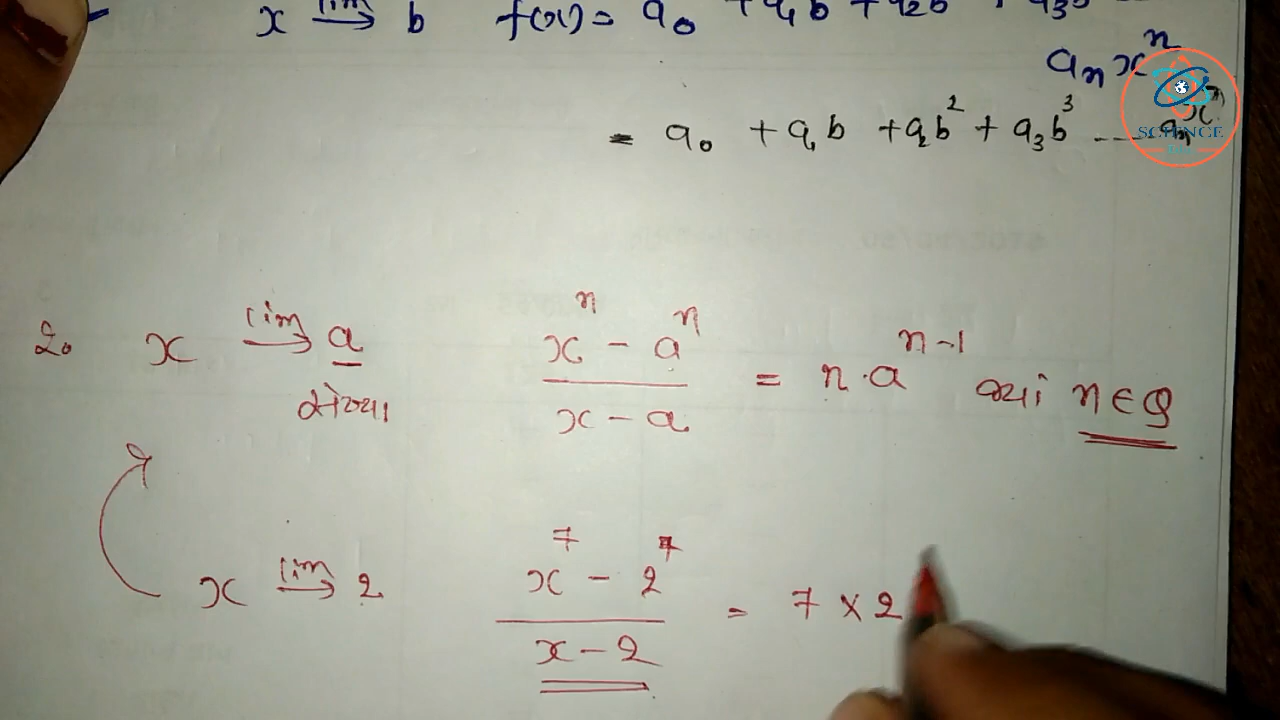 x lim→ b f(x) = a₀ + a₁b + a₂b + a₃b
aₙxⁿ
= a₀ + a₁b + a₂b² + a₃b³ ---
SCIENCE
2. x lim→ a (xⁿ - aⁿ)/(x - a) = n·aⁿ⁻¹ જ્યાં n ∈ Q
સંખ્યા
x lim→ 2 (x⁷ - 2⁷)/(x - 2) = 7 × 2